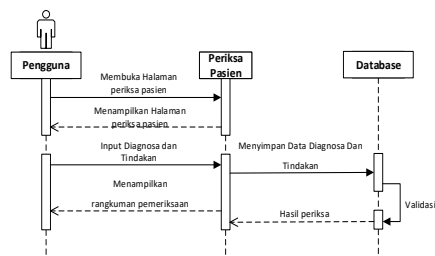 Pengguna
Periksa
Pasien
Database
Membuka Halaman
periksa pasien
Menampilkan Halaman
periksa pasien
Input Diagnosa dan
Tindakan
Menyimpan Data Diagnosa Dan
Tindakan
Menampilkan
rangkuman pemeriksaan
Validasi
Hasil periksa